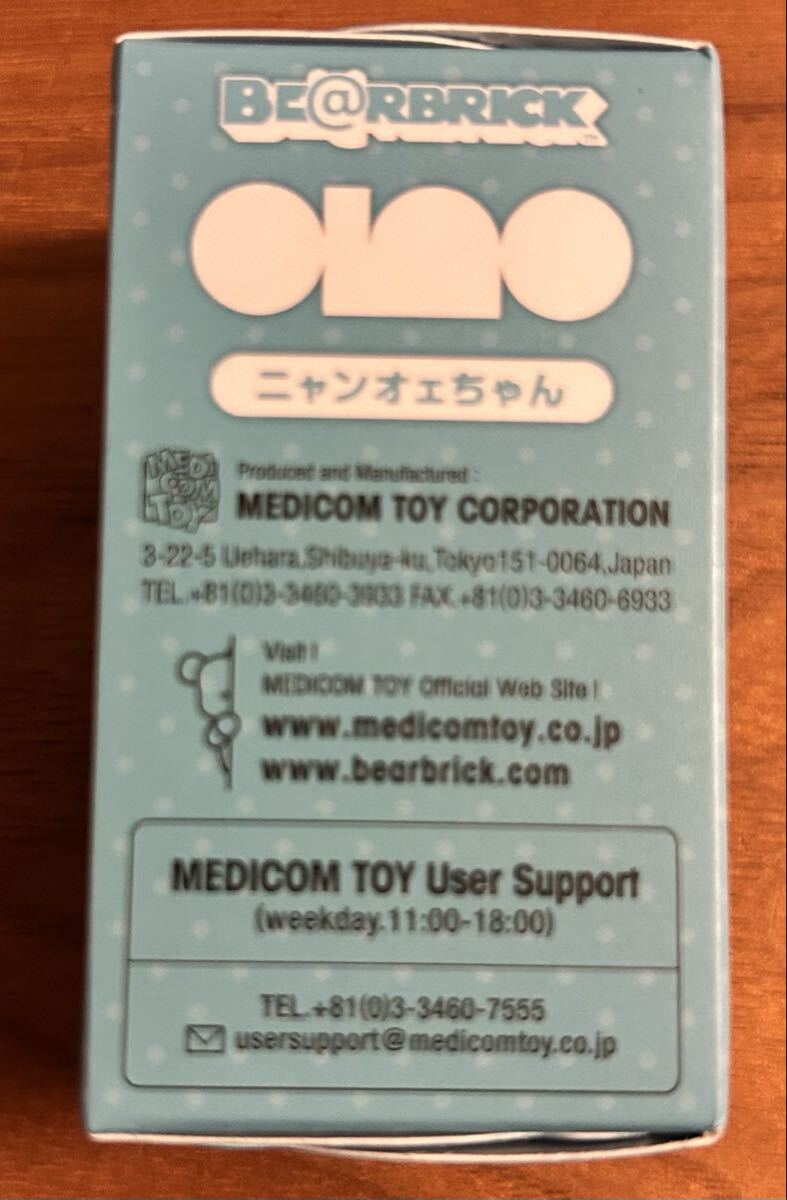 BE@RBRICK™
ニャンオェちゃん
MEDI
COM
TOY
Produced and Manufactured :
MEDICOM TOY CORPORATION
3-22-5 Uehara,Shibuya-ku,Tokyo151-0064,Japan
TEL.+81(0)3-3460-3933 FAX.+81(0)3-3460-6933
Visit !
MEDICOM TOY Official Web Site !
www.medicomtoy.co.jp
www.bearbrick.com
MEDICOM TOY User Support
(weekday.11:00-18:00)
TEL.+81(0)3-3460-7555
usersupport@medicomtoy.co.jp